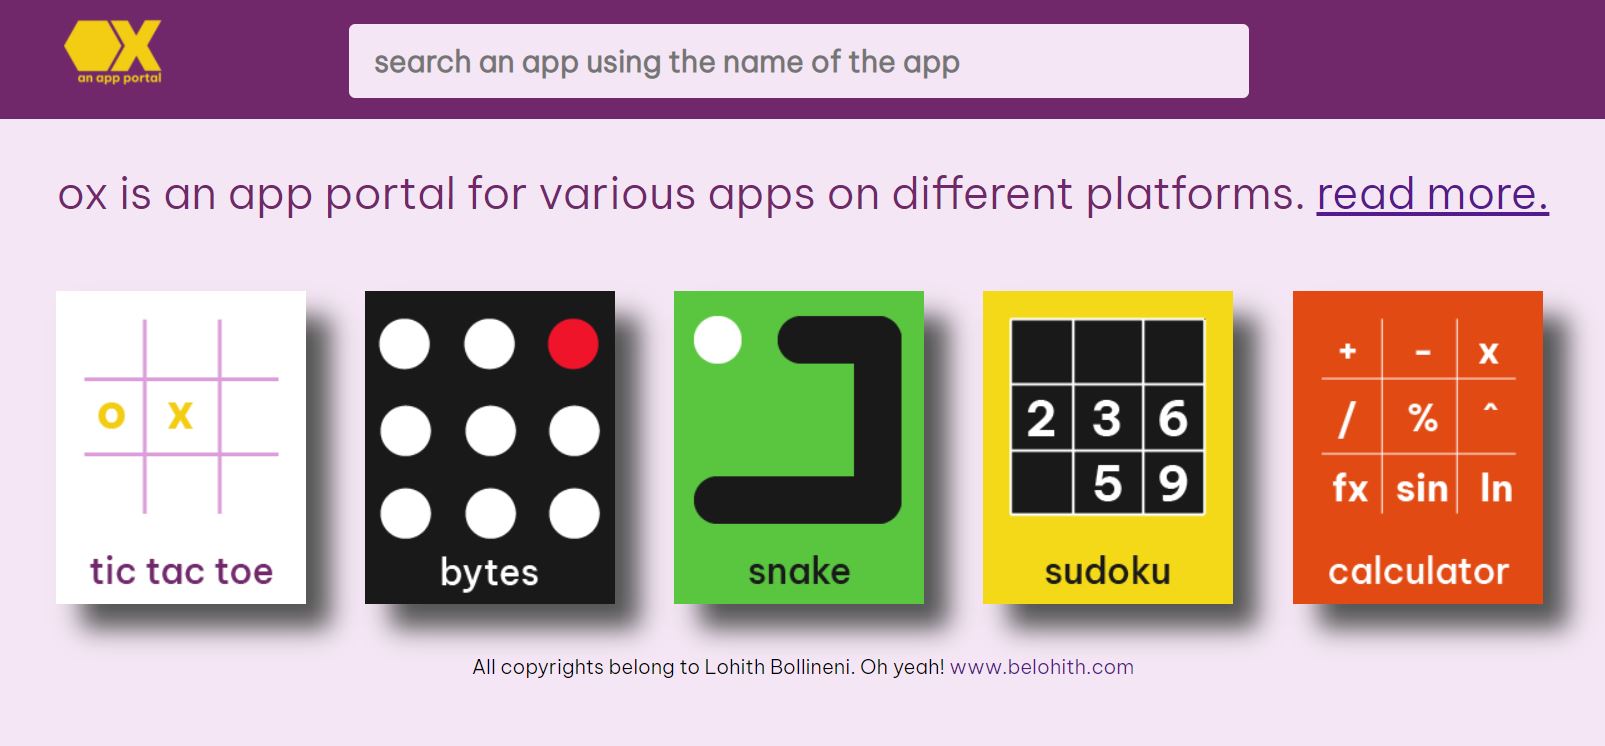 OX
an app portal
search an app using the name of the app
ox is an app portal for various apps on different platforms. read more.
o x
tic tac toe
bytes
snake
2 3 6
5 9
sudoku
+ - x
/ % ^
fx sin ln
calculator
All copyrights belong to Lohith Bollineni. Oh yeah! www.belohith.com